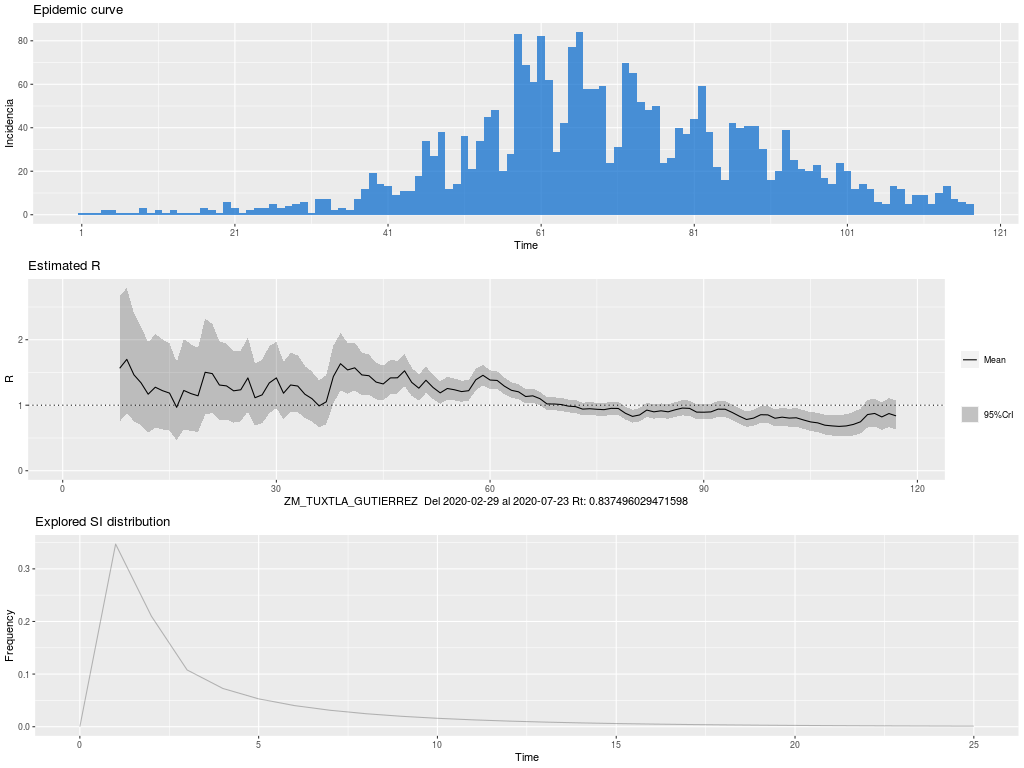 Epidemic curve
80
60
40
20
0
Incidencia
1 21 41 61 81 101 121
Time
Estimated R
2
1
0
R
0 30 60 90 120
Mean
95%CrI
ZM_TUXTLA_GUTIERREZ Del 2020-02-29 al 2020-07-23 Rt: 0.837496029471598
Explored SI distribution
0.3
0.2
0.1
0.0
Frequency
0 5 10 15 20 25
Time